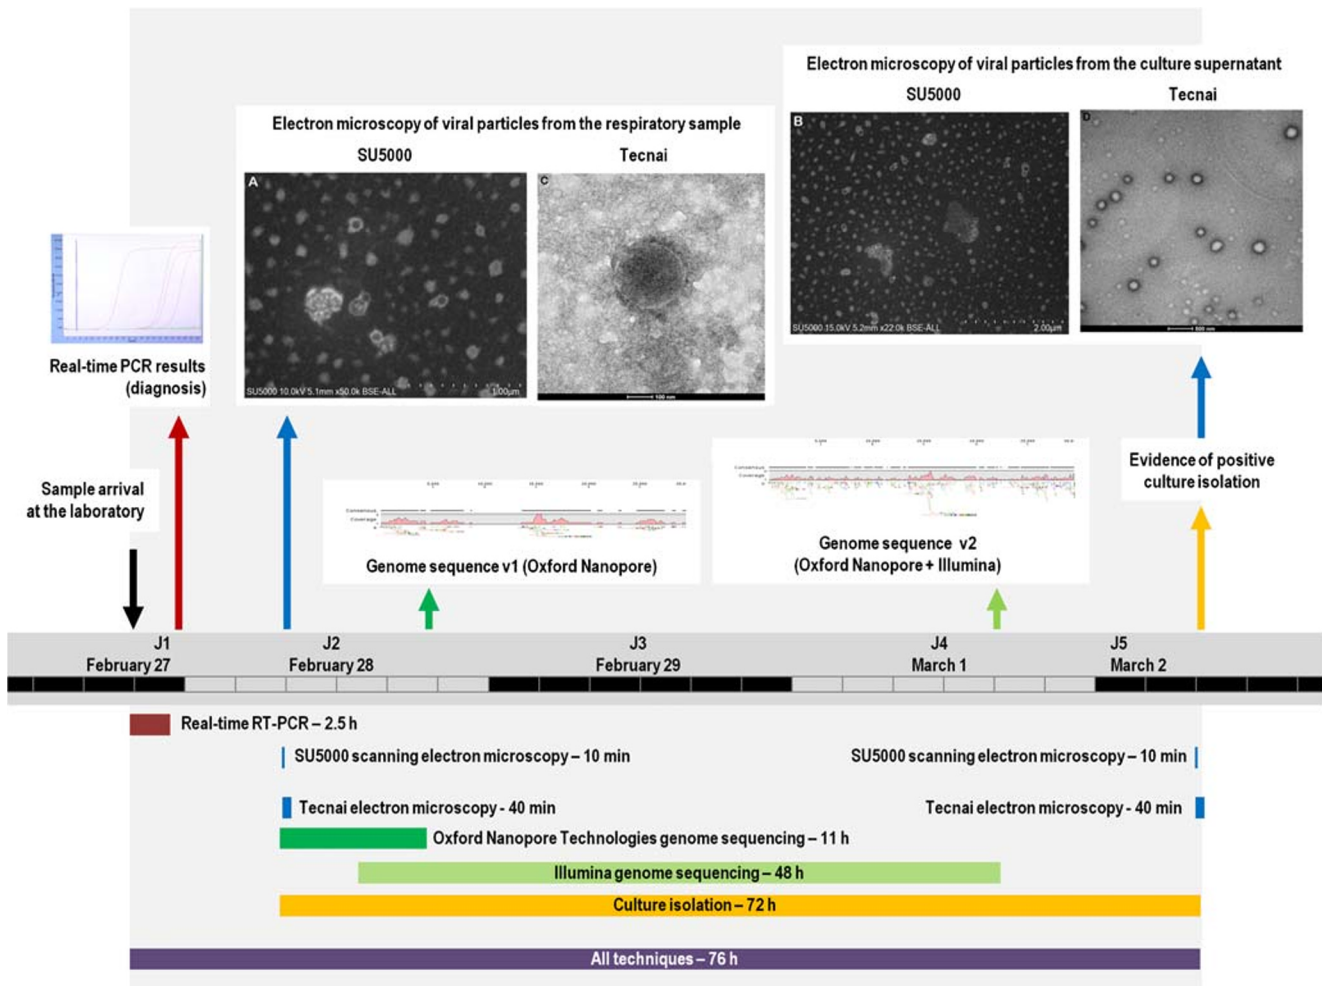 Electron microscopy of viral particles from the culture supernatant
SU5000
Tecnai
B
D
SU5000 15.0kV 5.2mm x22.0k BSE-ALL
2.00µm
500 nm
Electron microscopy of viral particles from the respiratory sample
SU5000
Tecnai
A
C
SU5000 10.0kV 5.1mm x50.0k BSE-ALL
1.00µm
100 nm
Real-time PCR results
(diagnosis)
Sample arrival
at the laboratory
Consensus
Coverage
Genome sequence v1 (Oxford Nanopore)
Consensus
Coverage
Genome sequence v2
(Oxford Nanopore + Illumina)
Evidence of positive
culture isolation
J1
February 27
J2
February 28
J3
February 29
J4
March 1
J5
March 2
Real-time RT-PCR – 2.5 h
SU5000 scanning electron microscopy – 10 min
SU5000 scanning electron microscopy – 10 min
Tecnai electron microscopy - 40 min
Tecnai electron microscopy - 40 min
Oxford Nanopore Technologies genome sequencing – 11 h
Illumina genome sequencing – 48 h
Culture isolation – 72 h
All techniques – 76 h